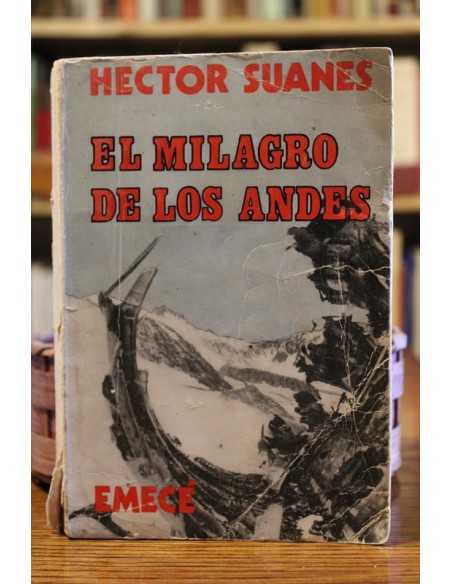 HECTOR SUANES
EL MILAGRO
DE LOS ANDES
EMECÉ